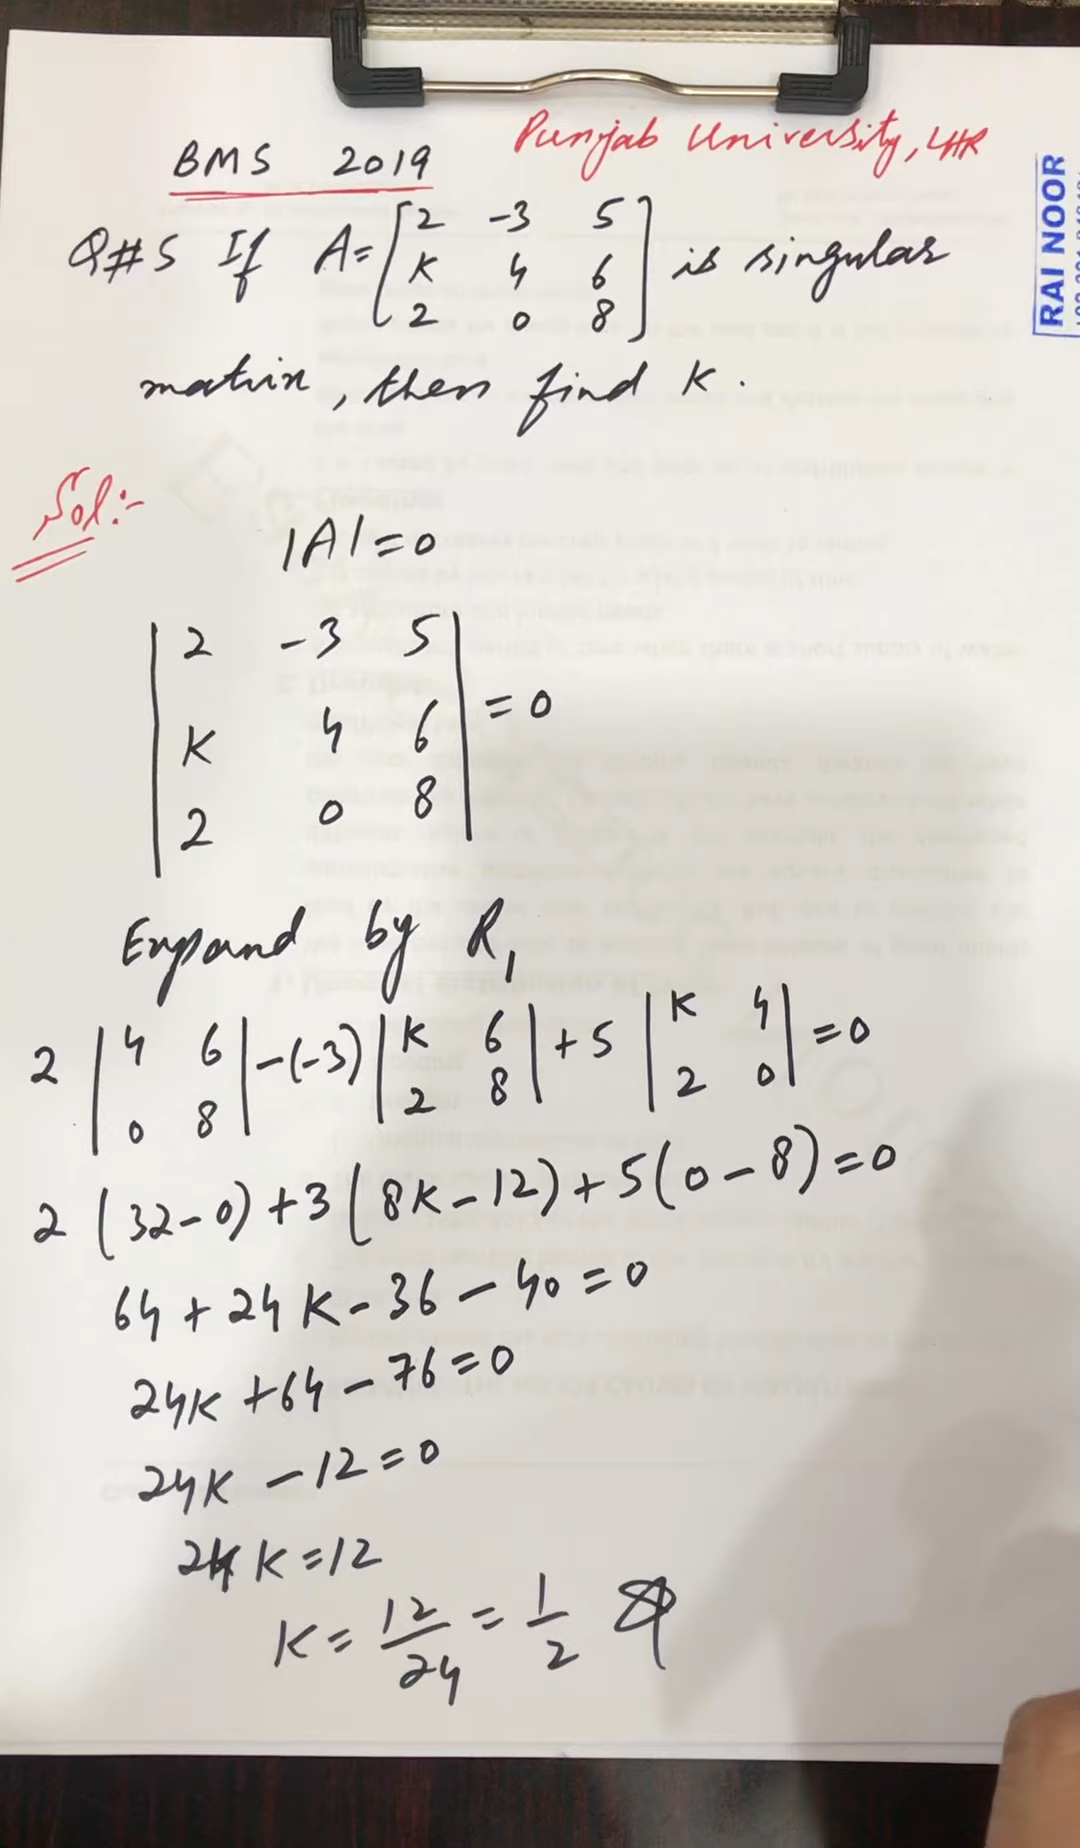 BMS 2019
Punjab University, LHR
RAI NOOR
Q#5 If A=[2 -3 5
K 4 6
2 0 8] is singular
matrix, then find K.
Sol:-
|A|=0
|2 -3 5
K 4 6
2 0 8| =0
Expand by R₁
2 |4 6
0 8| -(-3) |K 6
2 8| +5 |K 4
2 0| =0
2 (32-0)+3(8K-12)+5(0-8)=0
64+24K-36-40=0
24K+64-76=0
24K-12=0
24K=12
K=12/24=1/2